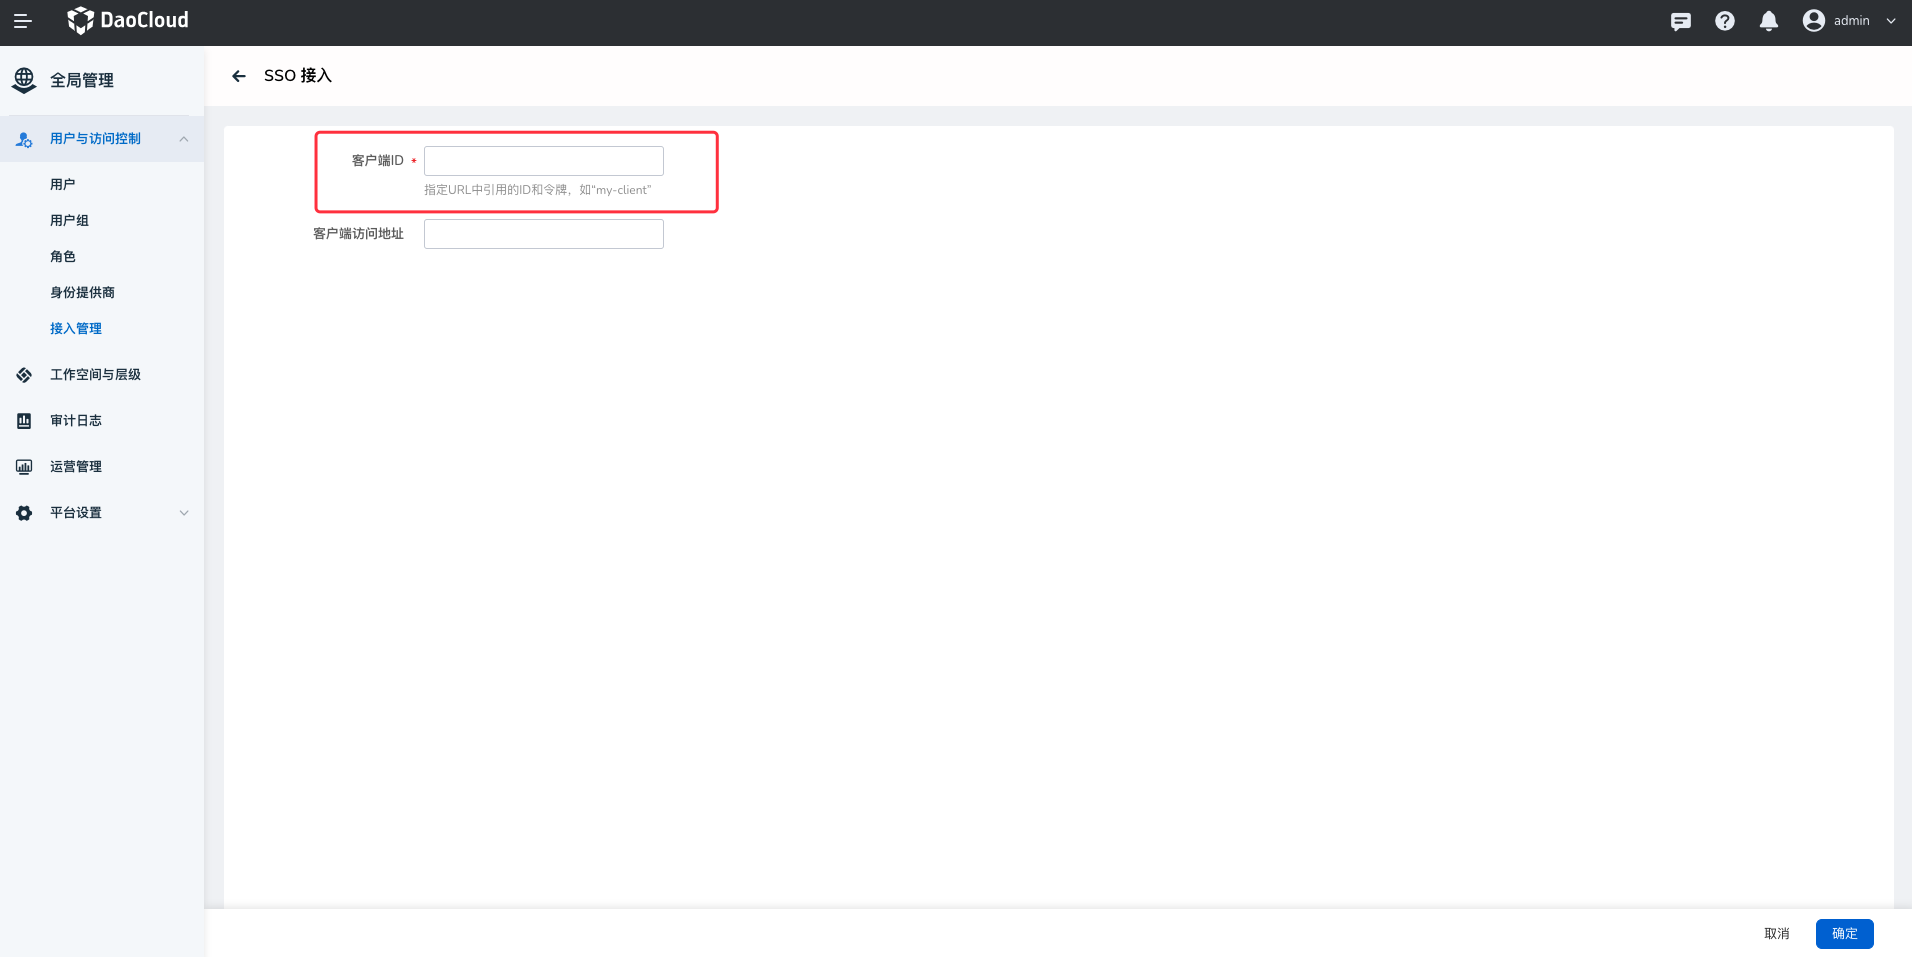 DaoCloud
admin
全局管理
SSO 接入
用户与访问控制
用户
用户组
角色
身份提供商
接入管理
工作空间与层级
审计日志
运营管理
平台设置
客户端ID *
指定URL中引用的ID和令牌，如“my-client”
客户端访问地址
取消
确定